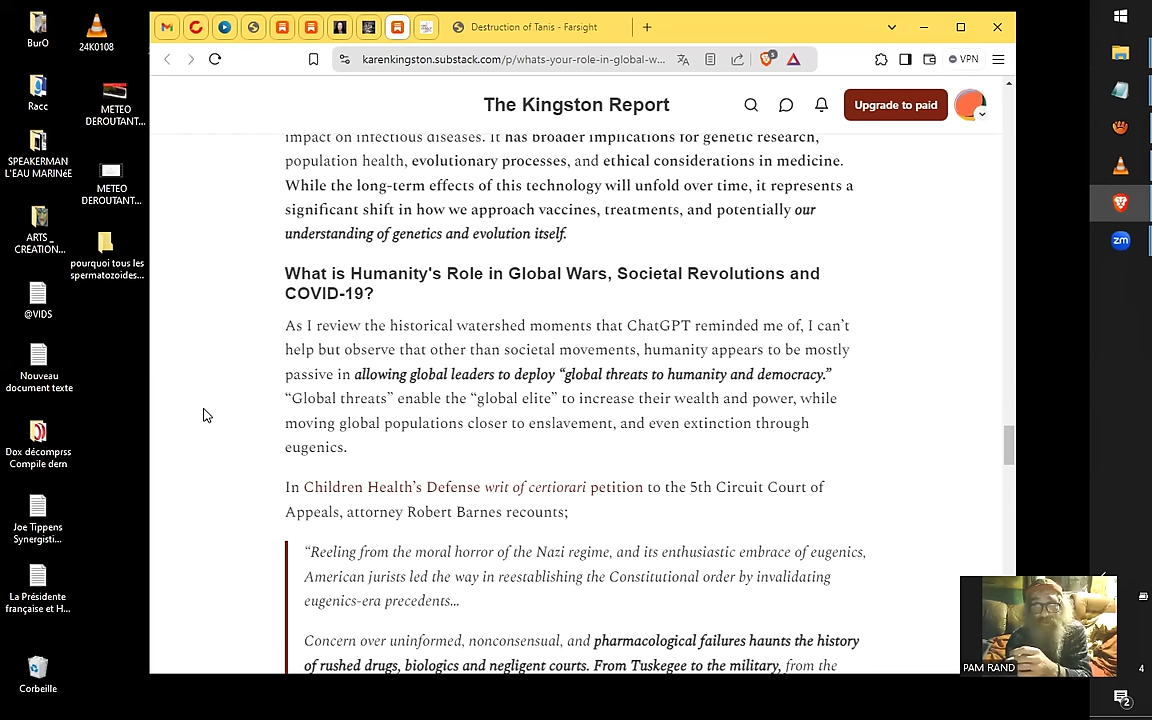 BurO
24K0108
Racc
METEO
DEROUTANT...
SPEAKERMAN
L'EAU MARINéE
METEO
DEROUTANT...
ARTS _
CREATION...
pourquoi tous les
spermatozoides...
@VIDS
Nouveau
document texte
Dox décomprss
Compile dern
Joe Tippens
Synergisti...
La Présidente
française et H...
Corbeille
Destruction of Tanis - Farsight
karenkingston.substack.com/p/whats-your-role-in-global-w...
5
VPN
The Kingston Report
Upgrade to paid
impact on infectious diseases. It has broader implications for genetic research,
population health, evolutionary processes, and ethical considerations in medicine.
While the long-term effects of this technology will unfold over time, it represents a
significant shift in how we approach vaccines, treatments, and potentially our
understanding of genetics and evolution itself.
What is Humanity's Role in Global Wars, Societal Revolutions and
COVID-19?
As I review the historical watershed moments that ChatGPT reminded me of, I can't
help but observe that other than societal movements, humanity appears to be mostly
passive in allowing global leaders to deploy “global threats to humanity and democracy.”
“Global threats” enable the “global elite” to increase their wealth and power, while
moving global populations closer to enslavement, and even extinction through
eugenics.
In Children Health's Defense writ of certiorari petition to the 5th Circuit Court of
Appeals, attorney Robert Barnes recounts;
“Reeling from the moral horror of the Nazi regime, and its enthusiastic embrace of eugenics,
American jurists led the way in reestablishing the Constitutional order by invalidating
eugenics-era precedents...
Concern over uninformed, nonconsensual, and pharmacological failures haunts the history
of rushed drugs, biologics and negligent courts. From Tuskegee to the military, from the
zm
PAM RAND
4
2